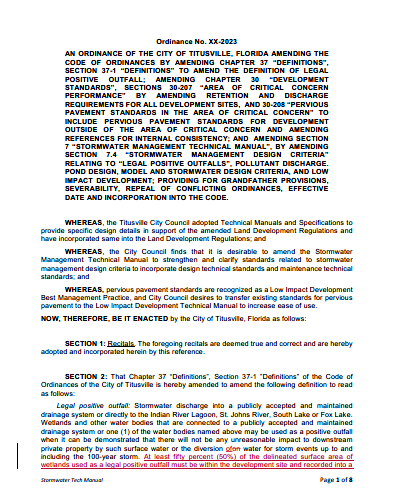 Ordinance No. XX-2023
AN ORDINANCE OF THE CITY OF TITUSVILLE, FLORIDA AMENDING THE
CODE OF ORDINANCES BY AMENDING CHAPTER 37 "DEFINITIONS",
SECTION 37-1 "DEFINITIONS" TO AMEND THE DEFINITION OF LEGAL
POSITIVE OUTFALL; AMENDING CHAPTER 30 "DEVELOPMENT
STANDARDS", SECTIONS 30-207 "AREA OF CRITICAL CONCERN
PERFORMANCE" BY AMENDING RETENTION AND DISCHARGE
REQUIREMENTS FOR ALL DEVELOPMENT SITES, AND 30-208 "PERVIOUS
PAVEMENT STANDARDS IN THE AREA OF CRITICAL CONCERN" TO
INCLUDE PERVIOUS PAVEMENT STANDARDS FOR DEVELOPMENT
OUTSIDE OF THE AREA OF CRITICAL CONCERN AND AMENDING
REFERENCES FOR INTERNAL CONSISTENCY; AND AMENDING SECTION
7 "STORMWATER MANAGEMENT TECHNICAL MANUAL", BY AMENDING
SECTION 7.4 "STORMWATER MANAGEMENT DESIGN CRITERIA"
RELATING TO "LEGAL POSITIVE OUTFALLS", POLLUTANT DISCHARGE.
POND DESIGN, MODEL AND STORMWATER DESIGN CRITERIA, AND LOW
IMPACT DEVELOPMENT; PROVIDING FOR GRANDFATHER PROVISIONS,
SEVERABILITY, REPEAL OF CONFLICTING ORDINANCES, EFFECTIVE
DATE AND INCORPORATION INTO THE CODE.
WHEREAS, the Titusville City Council adopted Technical Manuals and Specifications to
provide specific design details in support of the amended Land Development Regulations and
have incorporated same into the Land Development Regulations; and
WHEREAS, the City Council finds that it is desirable to amend the Stormwater
Management Technical Manual to strengthen and clarify standards related to stormwater
management design criteria to incorporate design technical standards and maintenance technical
standards; and
WHEREAS, pervious pavement standards are recognized as a Low Impact Development
Best Management Practice, and City Council desires to transfer existing standards for pervious
pavement to the Low Impact Development Technical Manual to increase ease of use.
NOW, THEREFORE, BE IT ENACTED by the City of Titusville, Florida as follows:
SECTION 1: Recitals. The foregoing recitals are deemed true and correct and are hereby
adopted and incorporated herein by this reference.
SECTION 2: That Chapter 37 "Definitions", Section 37-1 "Definitions" of the Code of
Ordinances of the City of Titusville is hereby amended to amend the following definition to read
as follows:
Legal positive outfall: Stormwater discharge into a publicly accepted and maintained
drainage system or directly to the Indian River Lagoon, St. Johns River, South Lake or Fox Lake.
Wetlands and other water bodies that are connected to a publicly accepted and maintained
drainage system or one (1) of the water bodies named above may be used as a positive outfall
when it can be demonstrated that there will not be any unreasonable impact to downstream
property by such surface water or the diversion of water for storm events up to and
including the 100-year storm. At least fifty percent (50%) of the delineated surface area of
wetlands used as a legal positive outfall must be within the development site and recorded into a
Stormwater Tech Manual
Page 1 of 8